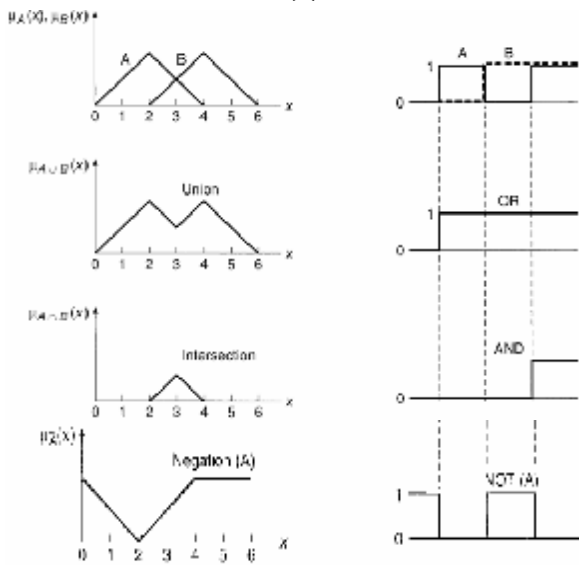 μA(x), μB(x)
A B
0 1 2 3 4 5 6 x
A B
1
0
μA∪B(x)
Union
0 1 2 3 4 5 6 x
OR
1
0
μA∩B(x)
Intersection
0 1 2 3 4 5 6 x
AND
0
μĀ(x)
Negation (A)
0 1 2 3 4 5 6 x
NOT (A)
1
0